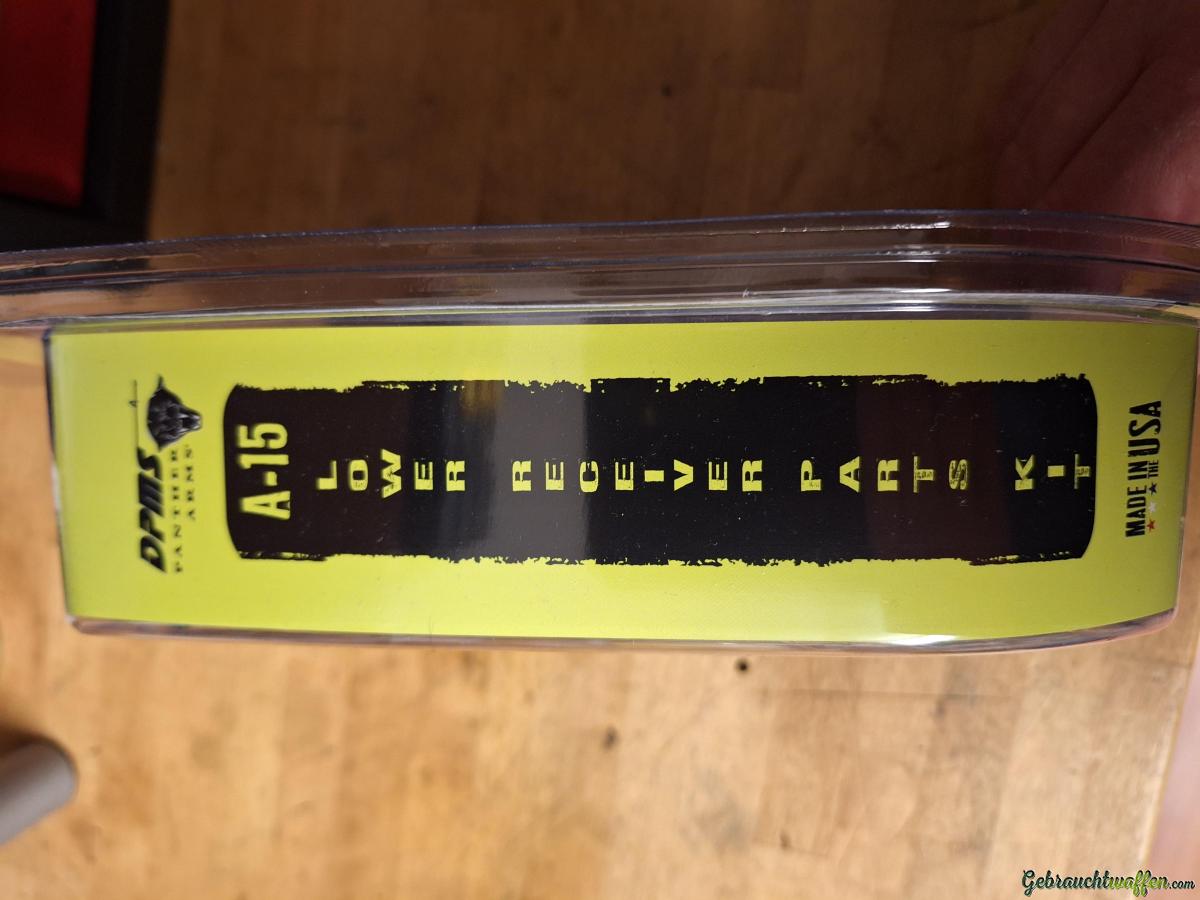 DPMS
PANTHER
ARMS
A-15
LOWER RECEIVER PARTS KIT
MADE IN THE USA
Gebrauchtwaffen.com